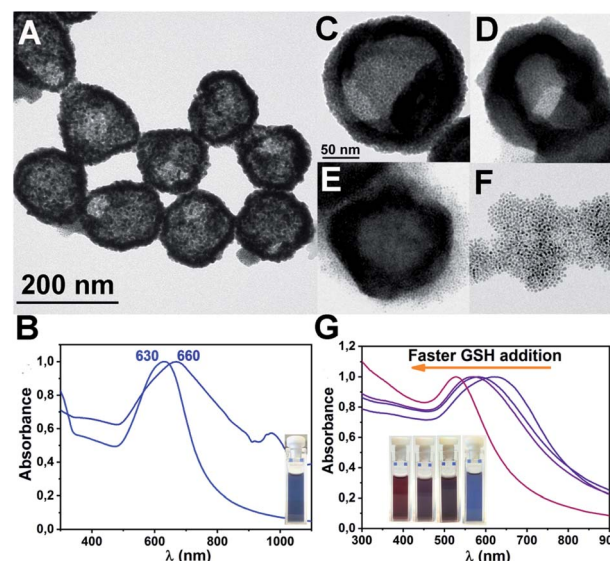 A
200 nm
C
50 nm
D
E
F
B
630 660
1,0
0,8
0,6
0,4
0,2
0,0
Absorbance
400 600 800 1000
λ (nm)
G
Faster GSH addition
1,0
0,8
0,6
0,4
0,2
0,0
Absorbance
300 400 500 600 700 800 900
λ (nm)